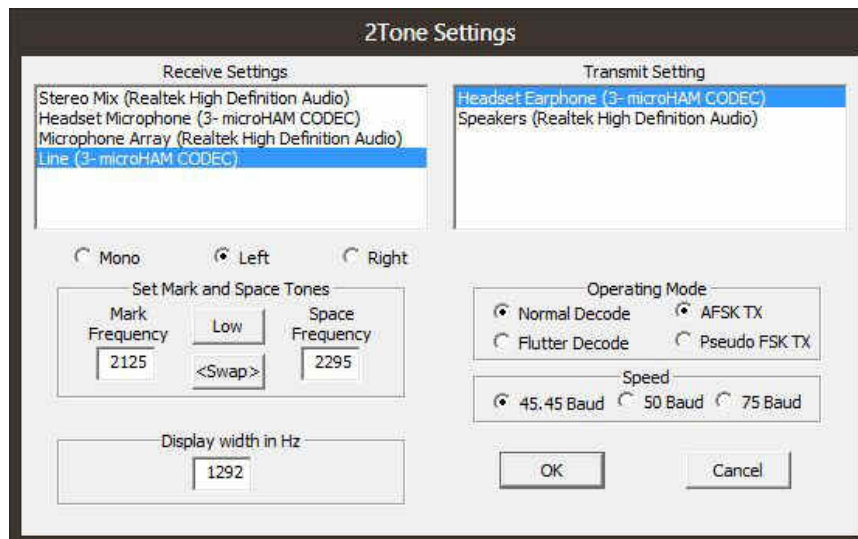 2Tone Settings
Receive Settings
Stereo Mix (Realtek High Definition Audio)
Headset Microphone (3- microHAM CODEC)
Microphone Array (Realtek High Definition Audio)
Line (3- microHAM CODEC)
Mono Left Right
Transmit Setting
Headset Earphone (3- microHAM CODEC)
Speakers (Realtek High Definition Audio)
Set Mark and Space Tones
Mark Frequency
2125
Low
<Swap>
Space Frequency
2295
Operating Mode
Normal Decode AFSK TX
Flutter Decode Pseudo FSK TX
Speed
45.45 Baud 50 Baud 75 Baud
Display width in Hz
1292
OK Cancel